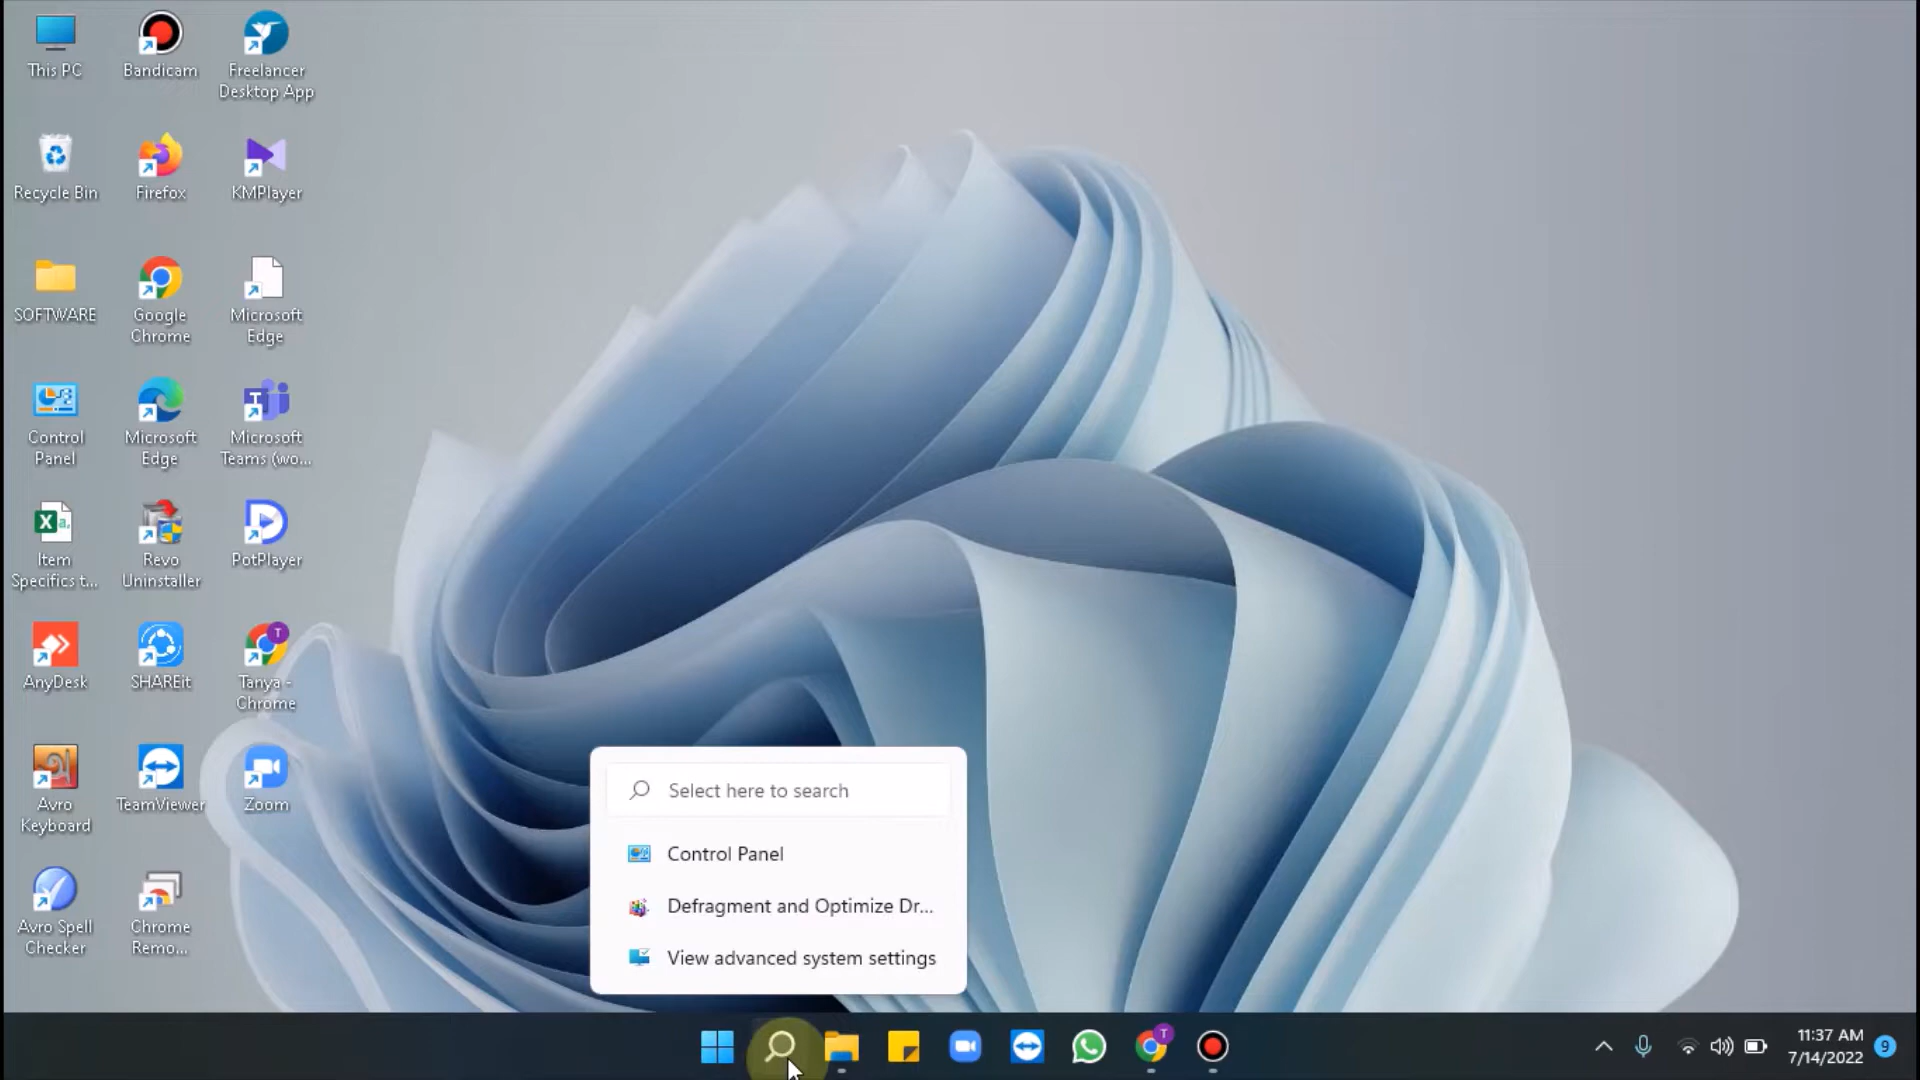 This PC
Bandicam
Freelancer
Desktop App
Recycle Bin
Firefox
KMPlayer
SOFTWARE
Google
Chrome
Microsoft
Edge
Control
Panel
Microsoft
Edge
Microsoft
Teams (wo...
Item
Specifics t...
Revo
Uninstaller
PotPlayer
AnyDesk
SHAREit
Tanya -
Chrome
Avro
Keyboard
TeamViewer
Zoom
Avro Spell
Checker
Chrome
Remo...
Select here to search
Control Panel
Defragment and Optimize Dr...
View advanced system settings
11:37 AM
7/14/2022
9